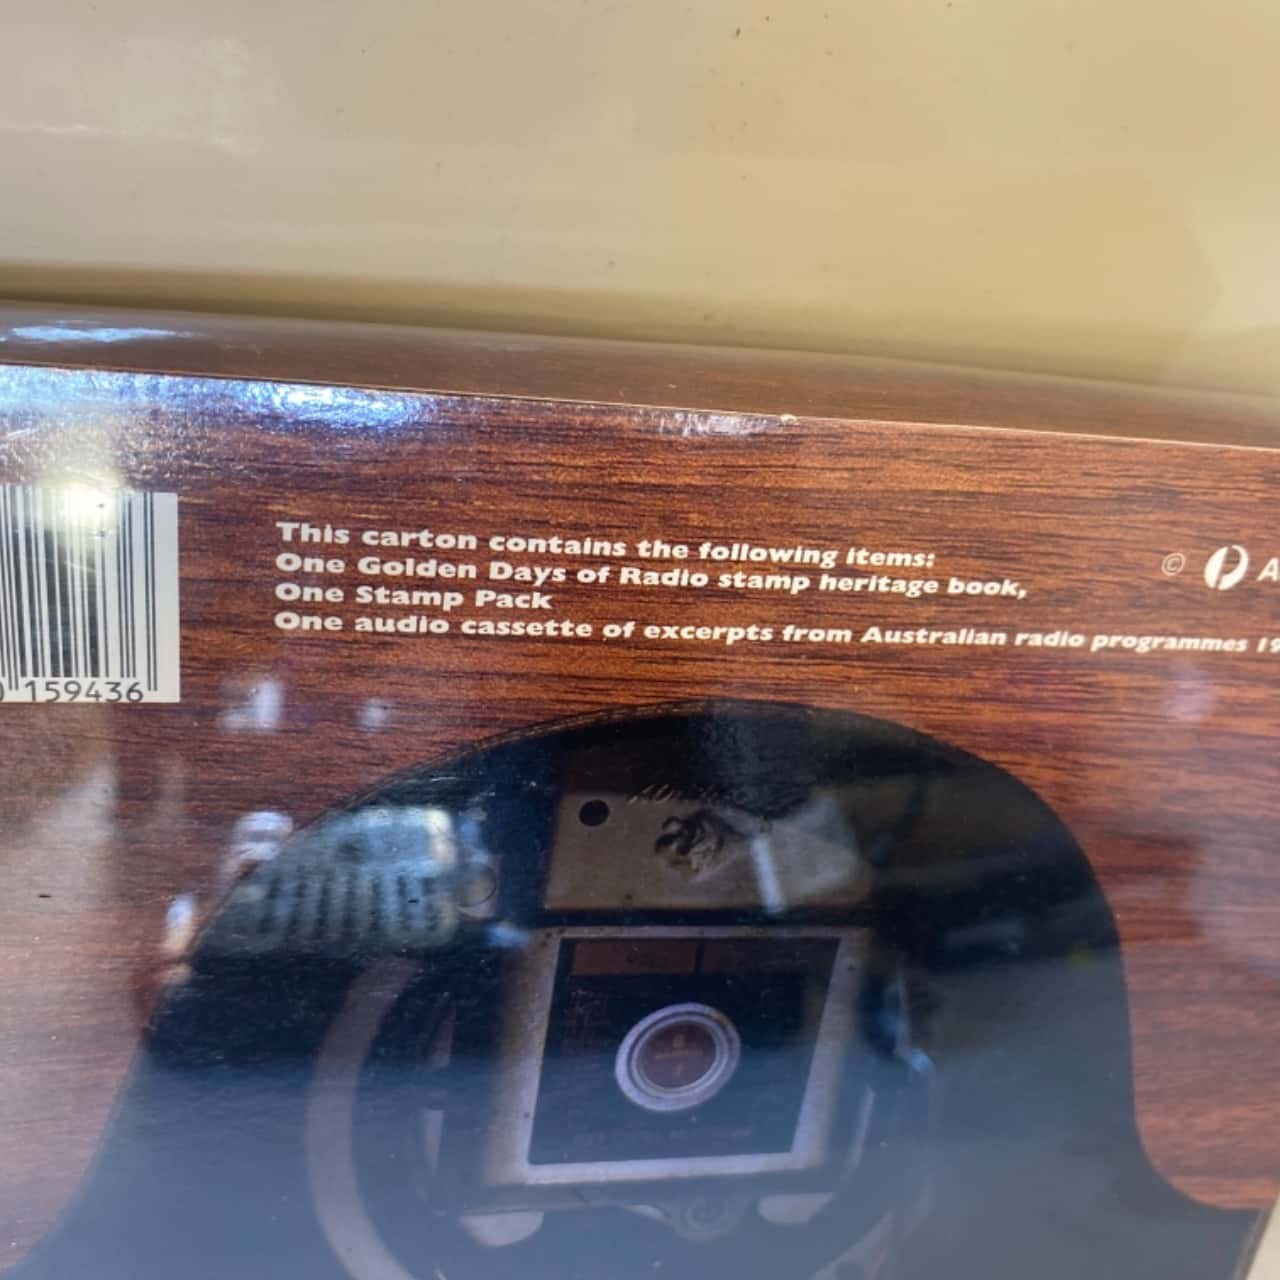 This carton contains the following items:
One Golden Days of Radio stamp heritage book,
One Stamp Pack
One audio cassette of excerpts from Australian radio programmes 19
© A
159436